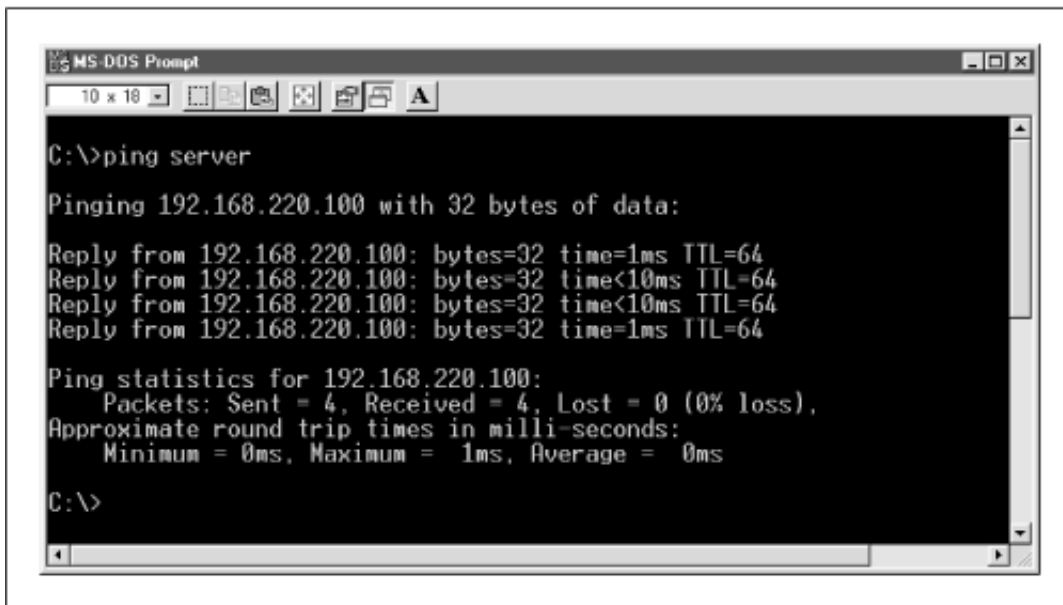 MS-DOS Prompt
10 x 18
A
C:\>ping server
Pinging 192.168.220.100 with 32 bytes of data:
Reply from 192.168.220.100: bytes=32 time=1ms TTL=64
Reply from 192.168.220.100: bytes=32 time<10ms TTL=64
Reply from 192.168.220.100: bytes=32 time<10ms TTL=64
Reply from 192.168.220.100: bytes=32 time=1ms TTL=64
Ping statistics for 192.168.220.100:
    Packets: Sent = 4, Received = 4, Lost = 0 (0% loss),
Approximate round trip times in milli-seconds:
    Minimum = 0ms, Maximum =  1ms, Average =  0ms
C:\>